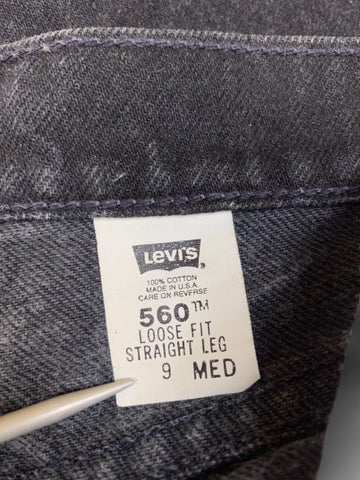 LEVI'S®
100% COTTON
MADE IN U.S.A.
CARE ON REVERSE
560™
LOOSE FIT
STRAIGHT LEG
9 MED